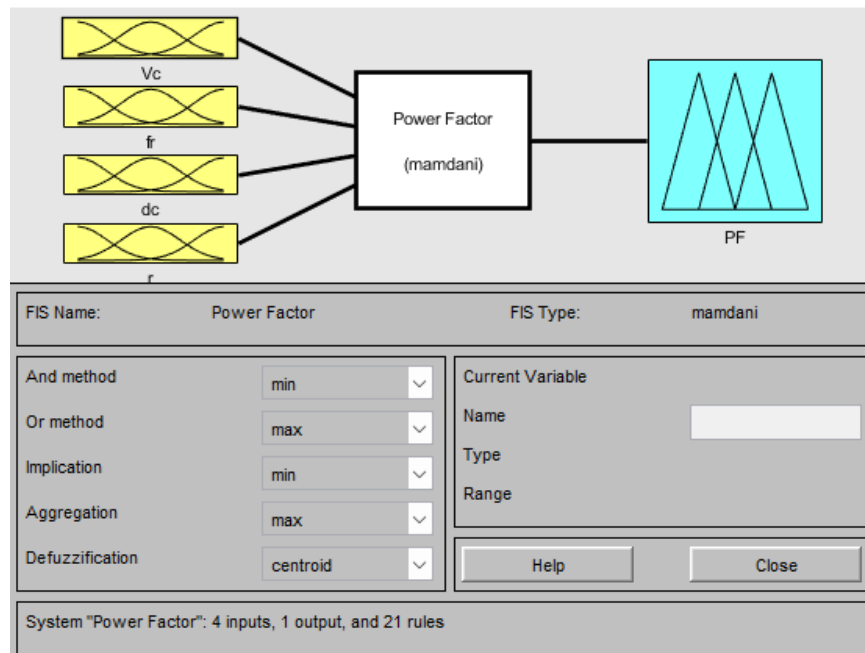 Vc
fr
dc
r
Power Factor
(mamdani)
PF
FIS Name: Power Factor FIS Type: mamdani
And method min
Or method max
Implication min
Aggregation max
Defuzzification centroid
Current Variable
Name
Type
Range
Help Close
System "Power Factor": 4 inputs, 1 output, and 21 rules